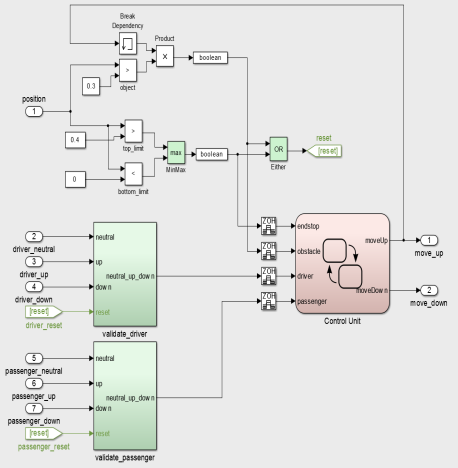 Break
Dependency
Product
X
boolean
>
object
0.3
position
1
>
top_limit
0.4
max
MinMax
boolean
<
bottom_limit
0
OR
Either
reset
[reset]
ZOH
endstop
ZOH
obstacle
ZOH
driver
ZOH
passenger
moveUp
moveDown
Control Unit
1
move_up
2
move_down
2
driver_neutral
3
driver_up
4
driver_down
[reset]
driver_reset
neutral
up
down
reset
neutral_up_down
validate_driver
5
passenger_neutral
6
passenger_up
7
passenger_down
[reset]
passenger_reset
neutral
up
down
reset
neutral_up_down
validate_passenger